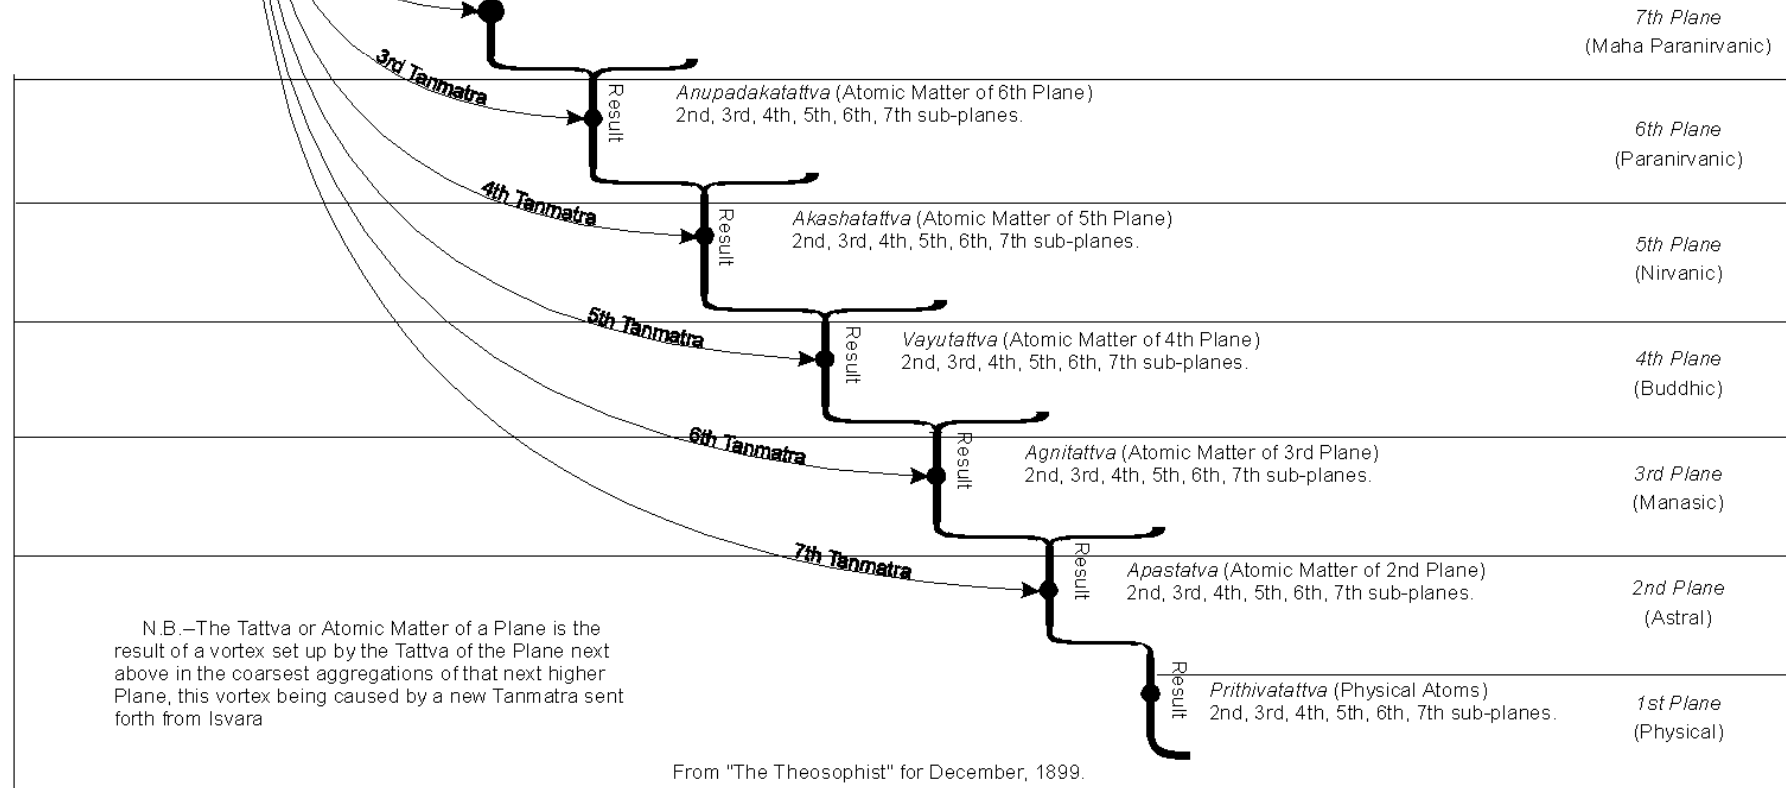 7th Plane
(Maha Paranirvanic)
3rd Tanmatra
Result
Anupadakatattva (Atomic Matter of 6th Plane)
2nd, 3rd, 4th, 5th, 6th, 7th sub-planes.
6th Plane
(Paranirvanic)
4th Tanmatra
Result
Akashatattva (Atomic Matter of 5th Plane)
2nd, 3rd, 4th, 5th, 6th, 7th sub-planes.
5th Plane
(Nirvanic)
5th Tanmatra
Result
Vayutattva (Atomic Matter of 4th Plane)
2nd, 3rd, 4th, 5th, 6th, 7th sub-planes.
4th Plane
(Buddhic)
6th Tanmatra
Result
Agnitattva (Atomic Matter of 3rd Plane)
2nd, 3rd, 4th, 5th, 6th, 7th sub-planes.
3rd Plane
(Manasic)
7th Tanmatra
Result
Apastatva (Atomic Matter of 2nd Plane)
2nd, 3rd, 4th, 5th, 6th, 7th sub-planes.
2nd Plane
(Astral)
N.B.–The Tattva or Atomic Matter of a Plane is the
result of a vortex set up by the Tattva of the Plane next
above in the coarsest aggregations of that next higher
Plane, this vortex being caused by a new Tanmatra sent
forth from Isvara
Result
Prithivatattva (Physical Atoms)
2nd, 3rd, 4th, 5th, 6th, 7th sub-planes.
1st Plane
(Physical)
From "The Theosophist" for December, 1899.